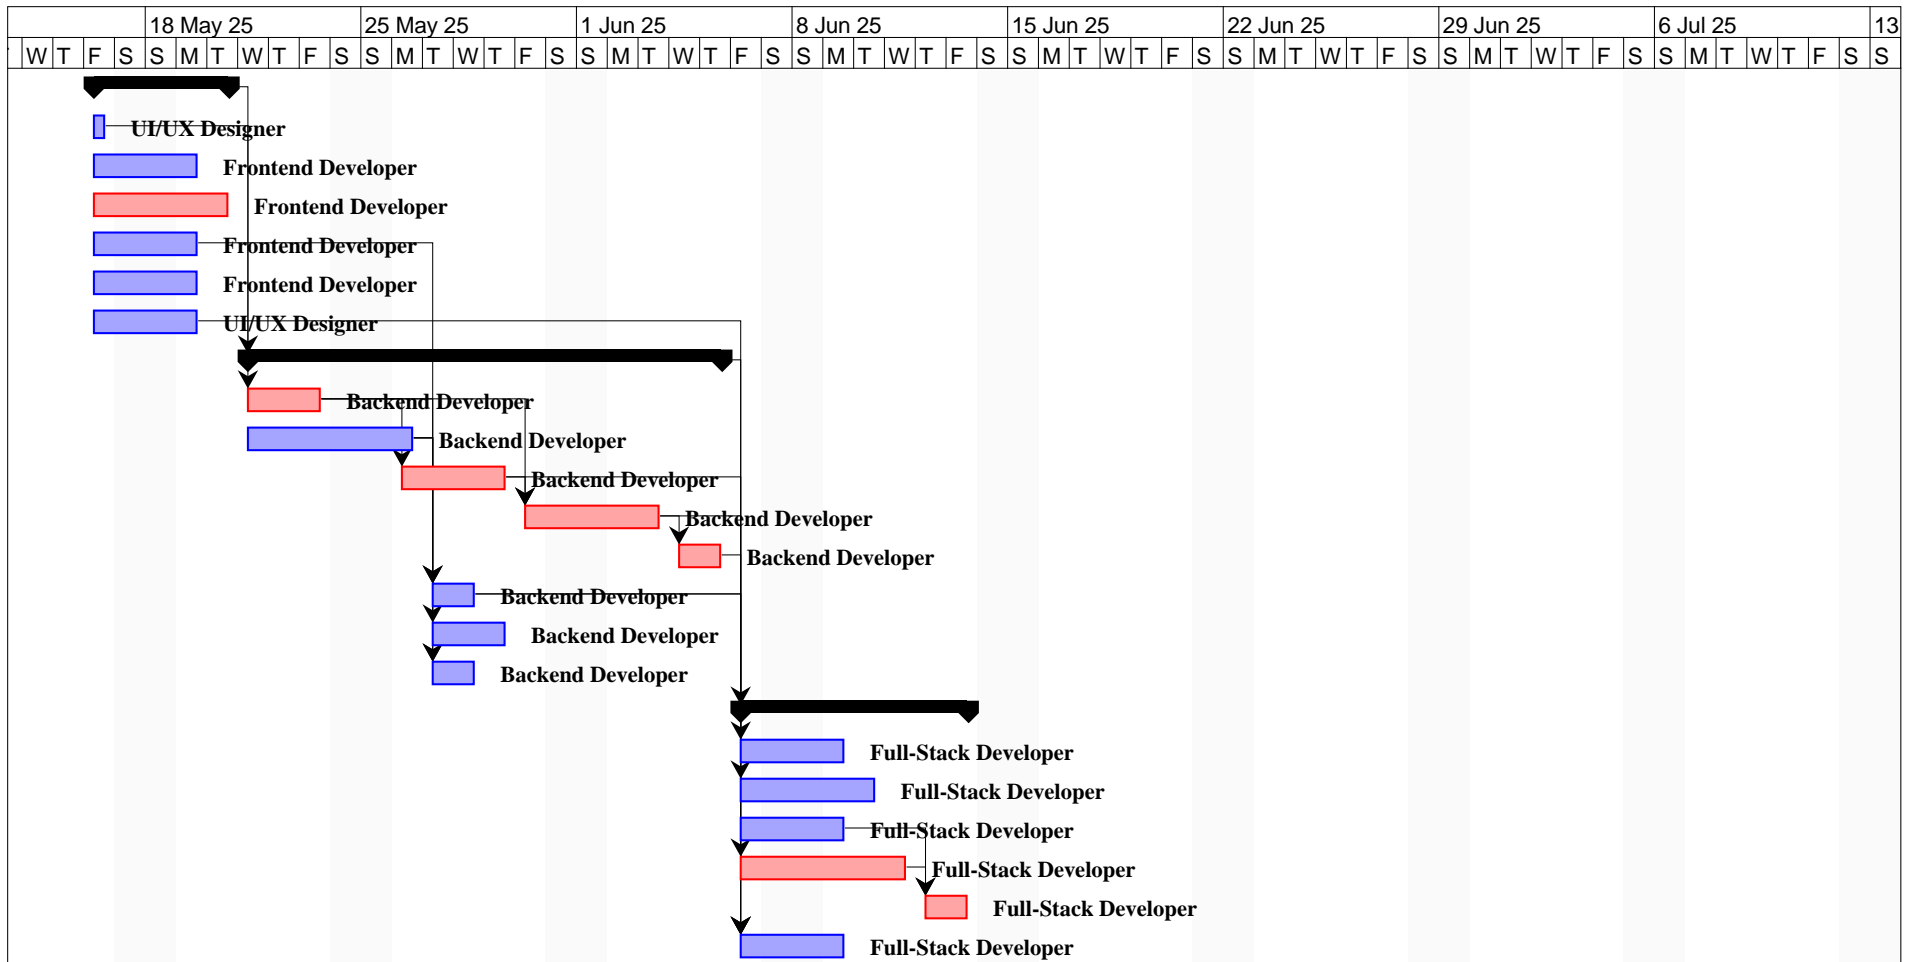 18 May 25 25 May 25 1 Jun 25 8 Jun 25 15 Jun 25 22 Jun 25 29 Jun 25 6 Jul 25 13
W T F S S M T W T F S S M T W T F S S M T W T F S S M T W T F S S M T W T F S S M T W T F S S M T W T F S S M T W T F S S
UI/UX Designer
Frontend Developer
Frontend Developer
Frontend Developer
Frontend Developer
UI/UX Designer
Backend Developer
Backend Developer
Backend Developer
Backend Developer
Backend Developer
Backend Developer
Backend Developer
Backend Developer
Full-Stack Developer
Full-Stack Developer
Full-Stack Developer
Full-Stack Developer
Full-Stack Developer
Full-Stack Developer